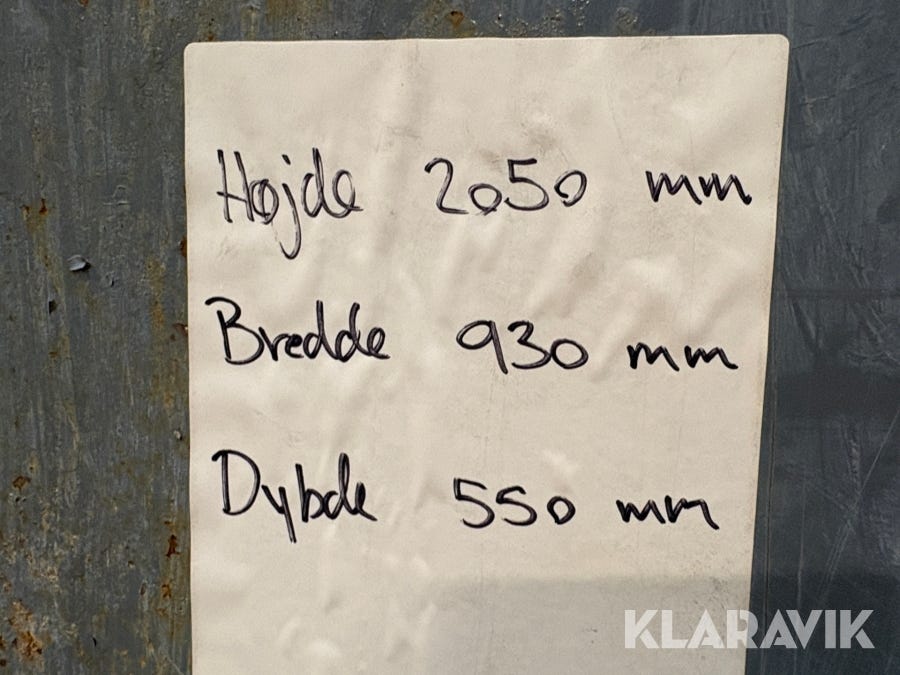 Højde 2050 mm
Bredde 930 mm
Dybde 550 mm
KLARAVIK